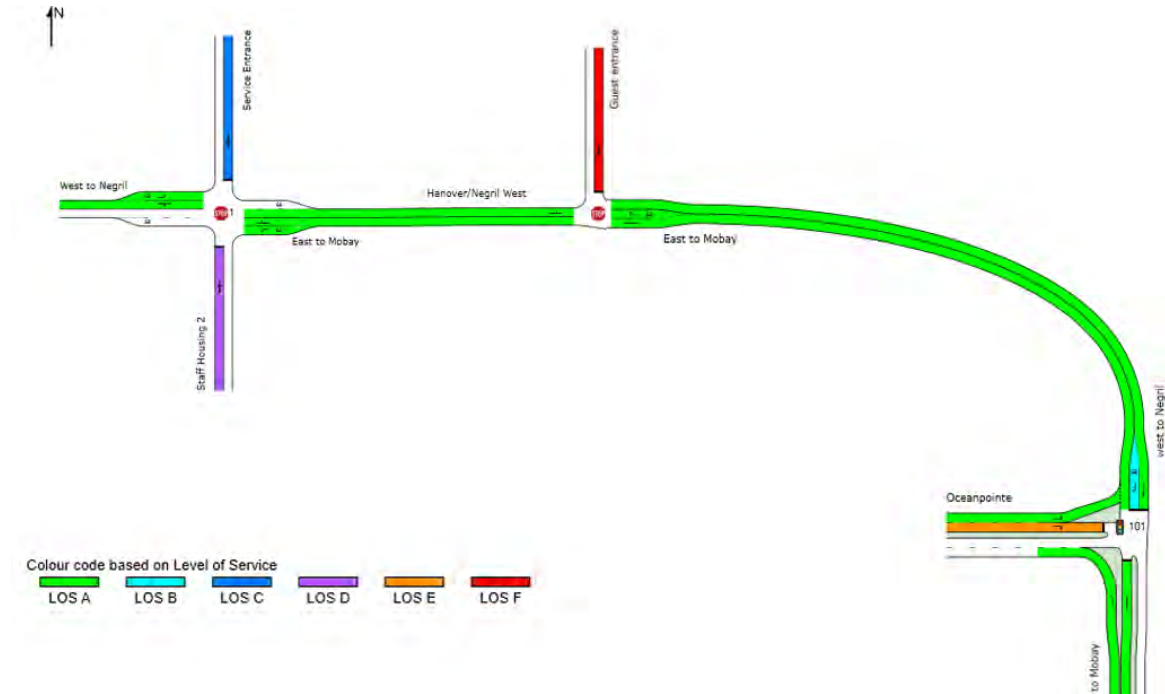 N
Service Entrance
Guest entrance
West to Negril
STOP
1
Hanover/Negril West
STOP
East to Mobay
East to Mobay
Staff Housing 2
west to Negril
Oceanpointe
101
Colour code based on Level of Service
LOS A
LOS B
LOS C
LOS D
LOS E
LOS F
to Mobay